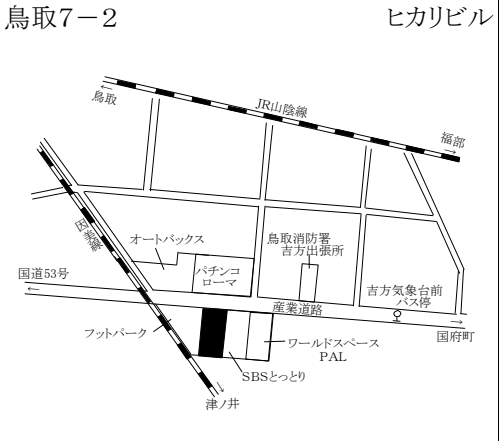 鳥取7−2
ヒカリビル
JR山陰線
鳥取
福部
因美線
オートバックス
鳥取消防署
吉方出張所
パチンコ
ローマ
国道53号
吉方気象台前
バス停
産業道路
国府町
フットパーク
ワールドスペース
PAL
SBSとっとり
津ノ井